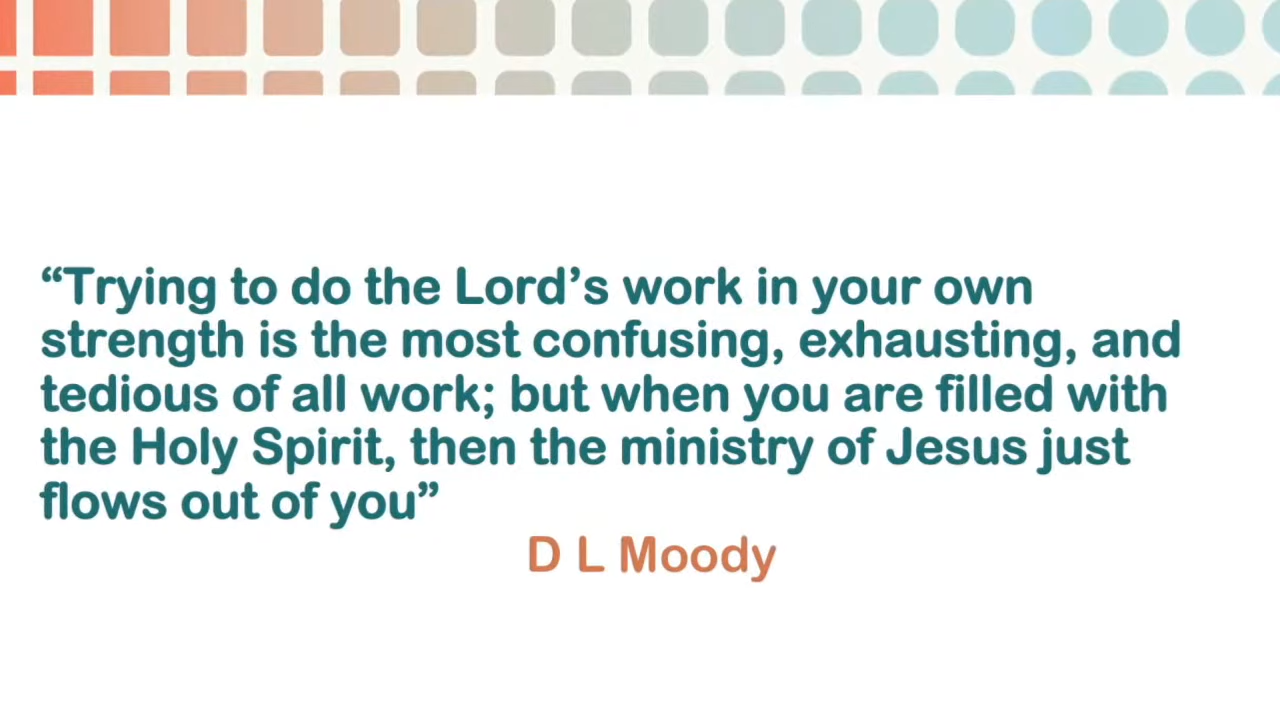 “Trying to do the Lord’s work in your own
strength is the most confusing, exhausting, and
tedious of all work; but when you are filled with
the Holy Spirit, then the ministry of Jesus just
flows out of you”
D L Moody